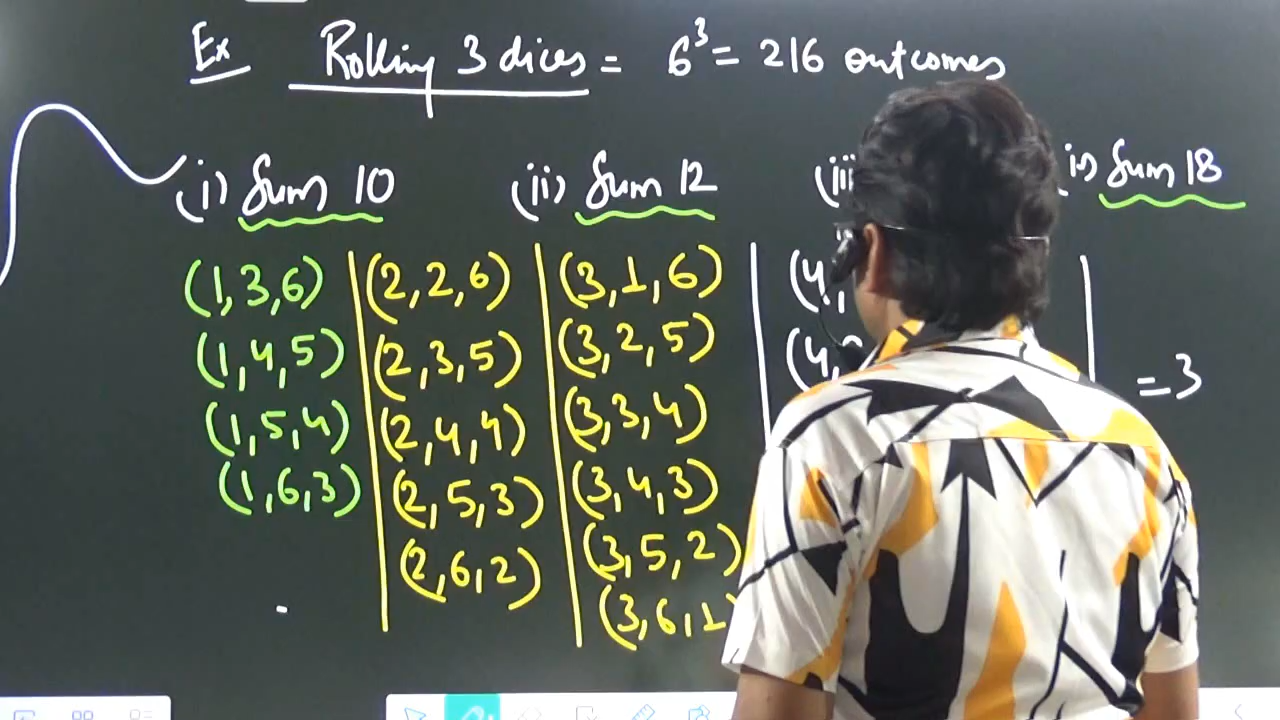 Ex Rolling 3 dices = 6³ = 216 outcomes
(i) Sum 10 (ii) Sum 12 (iii) Sum 18
(1,3,6) (2,2,6) (3,1,6) (4,
(1,4,5) (2,3,5) (3,2,5) (4, = 3
(1,5,4) (2,4,4) (3,3,4)
(1,6,3) (2,5,3) (3,4,3)
(2,6,2) (3,5,2)
(3,6,1)